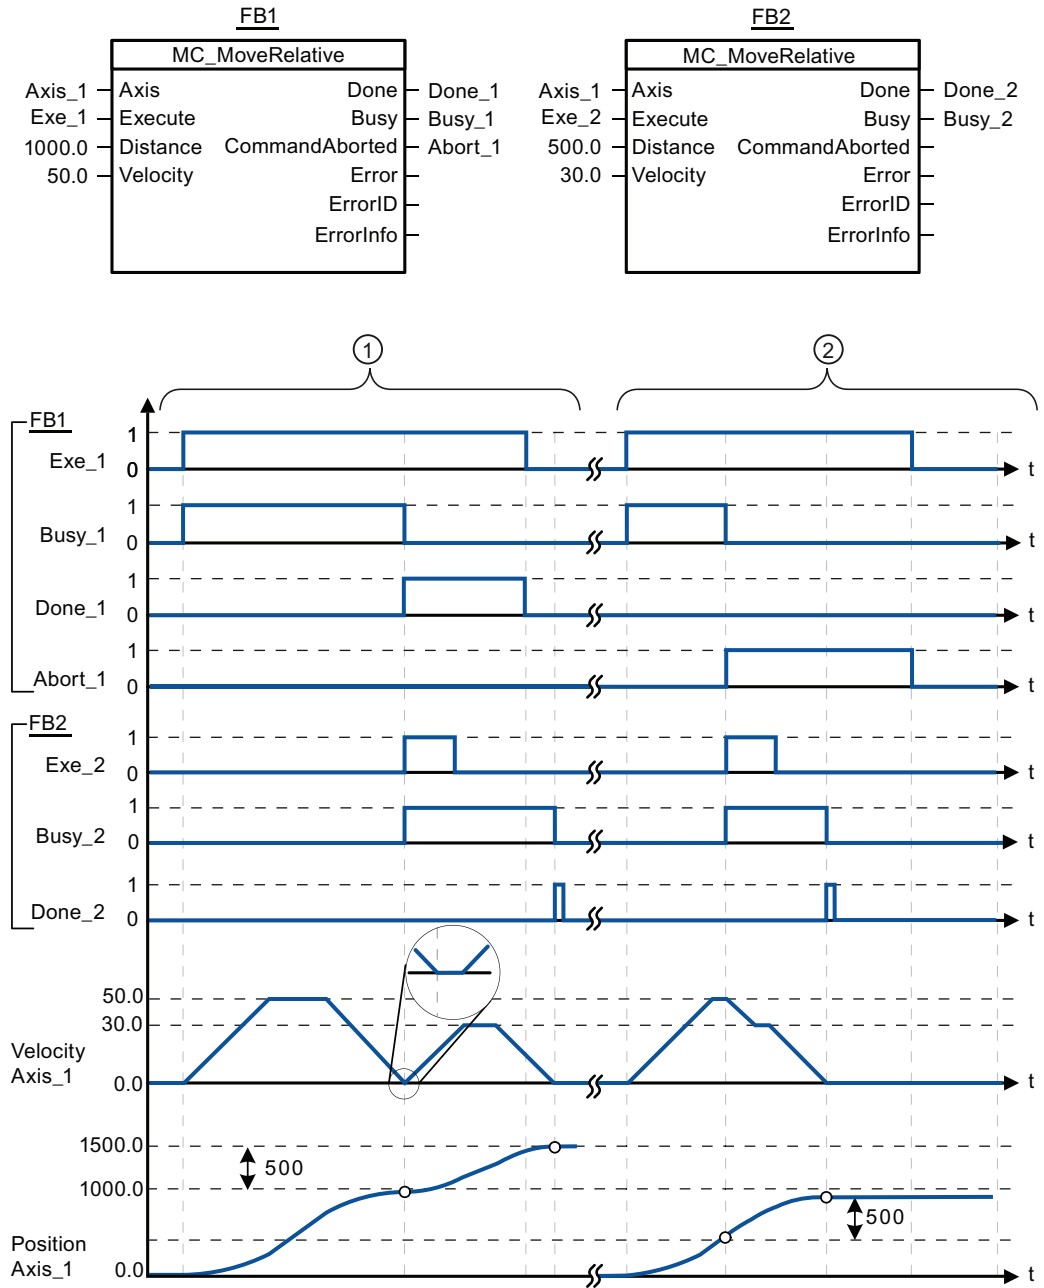 FB1
FB2
MC_MoveRelative
MC_MoveRelative
Axis_1 Axis Done Done_1
Exe_1 Execute Busy Busy_1
1000.0 Distance CommandAborted Abort_1
50.0 Velocity Error
ErrorID
ErrorInfo
Axis_1 Axis Done Done_2
Exe_2 Execute Busy Busy_2
500.0 Distance CommandAborted
30.0 Velocity Error
ErrorID
ErrorInfo
1
2
FB1
1
Exe_1 0 t
1
Busy_1 0 t
1
Done_1 0 t
1
Abort_1 0 t
FB2
1
Exe_2 0 t
1
Busy_2 0 t
1
Done_2 0 t
50.0
30.0
Velocity
Axis_1
0.0 t
1500.0
500
1000.0
500
Position
Axis_1
0.0 t